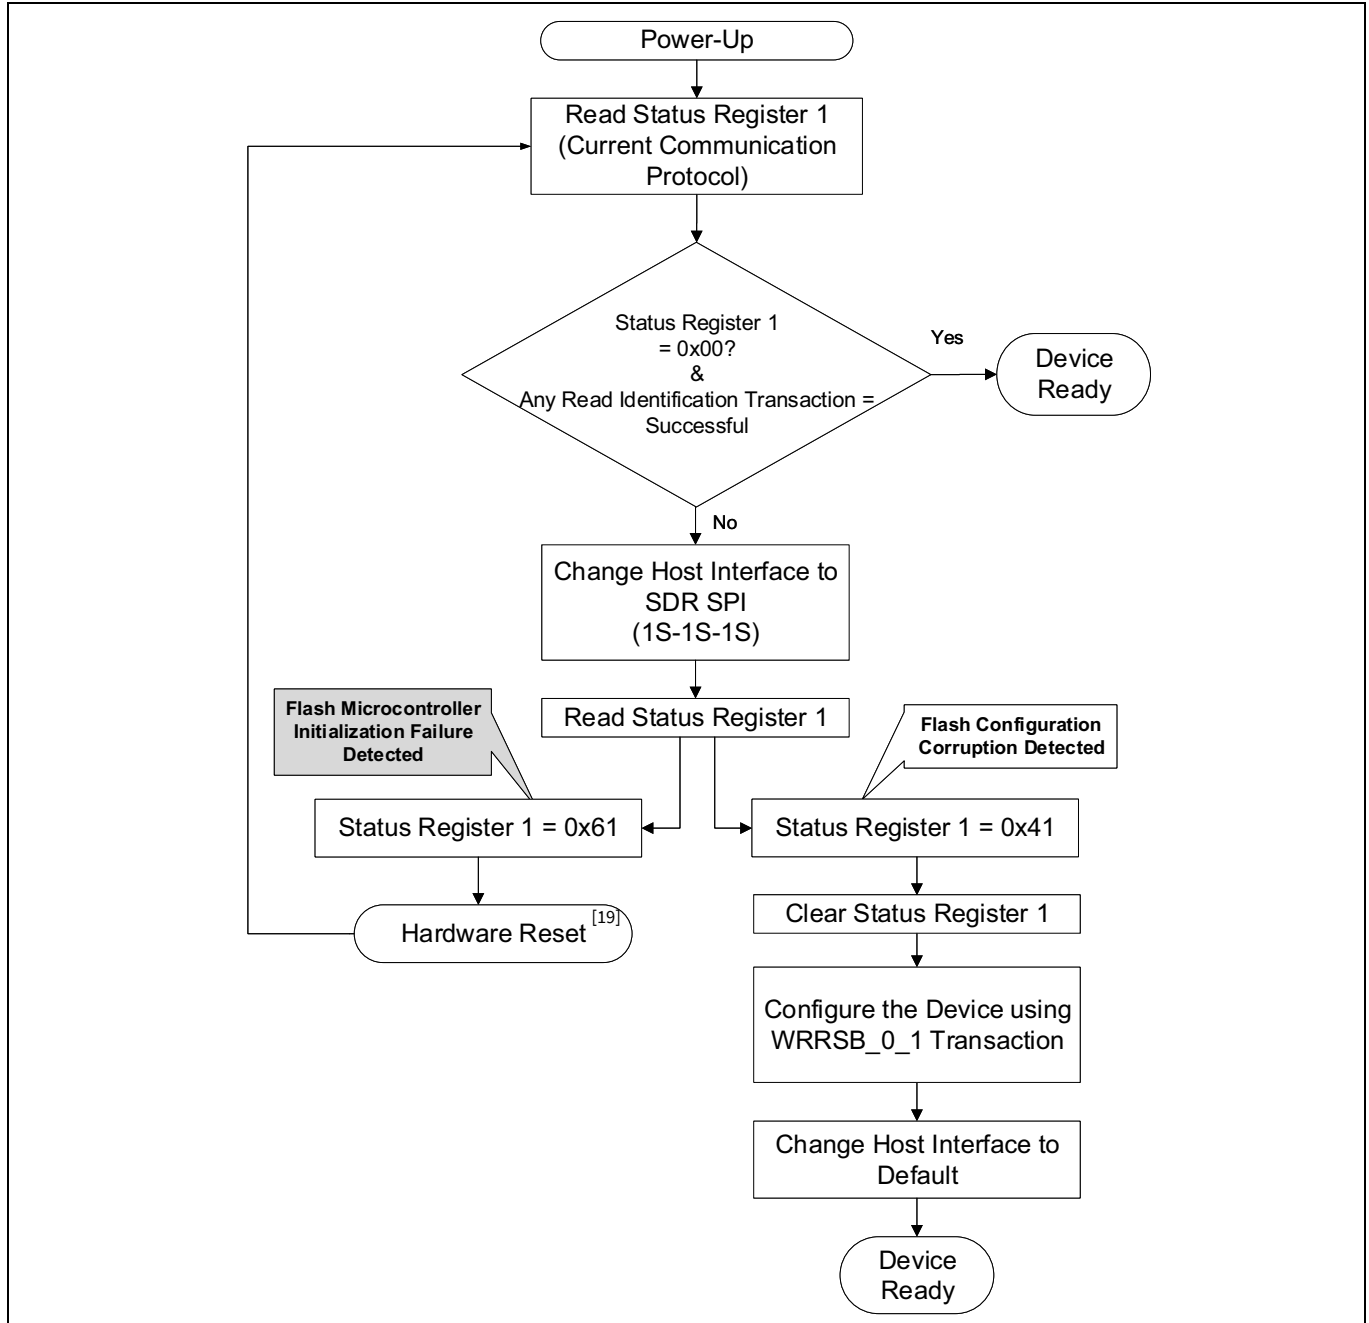 Power-Up
Read Status Register 1
(Current Communication
Protocol)
Status Register 1
= 0x00?
&
Any Read Identification Transaction =
Successful
Yes
Device
Ready
No
Change Host Interface to
SDR SPI
(1S-1S-1S)
Read Status Register 1
Flash Microcontroller
Initialization Failure
Detected
Flash Configuration
Corruption Detected
Status Register 1 = 0x61
Status Register 1 = 0x41
Hardware Reset [19]
Clear Status Register 1
Configure the Device using
WRRSB_0_1 Transaction
Change Host Interface to
Default
Device
Ready